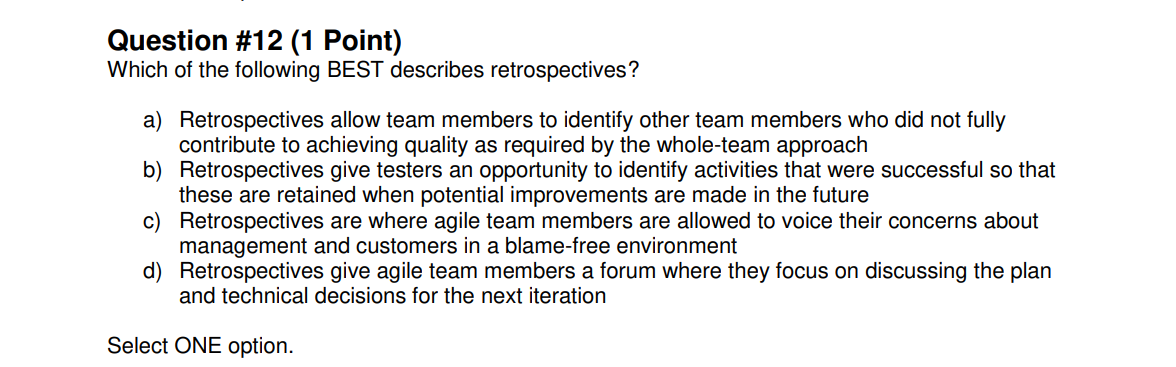 Question #12 (1 Point)
Which of the following BEST describes retrospectives?
a) Retrospectives allow team members to identify other team members who did not fully
contribute to achieving quality as required by the whole-team approach
b) Retrospectives give testers an opportunity to identify activities that were successful so that
these are retained when potential improvements are made in the future
c) Retrospectives are where agile team members are allowed to voice their concerns about
management and customers in a blame-free environment
d) Retrospectives give agile team members a forum where they focus on discussing the plan
and technical decisions for the next iteration
Select ONE option.